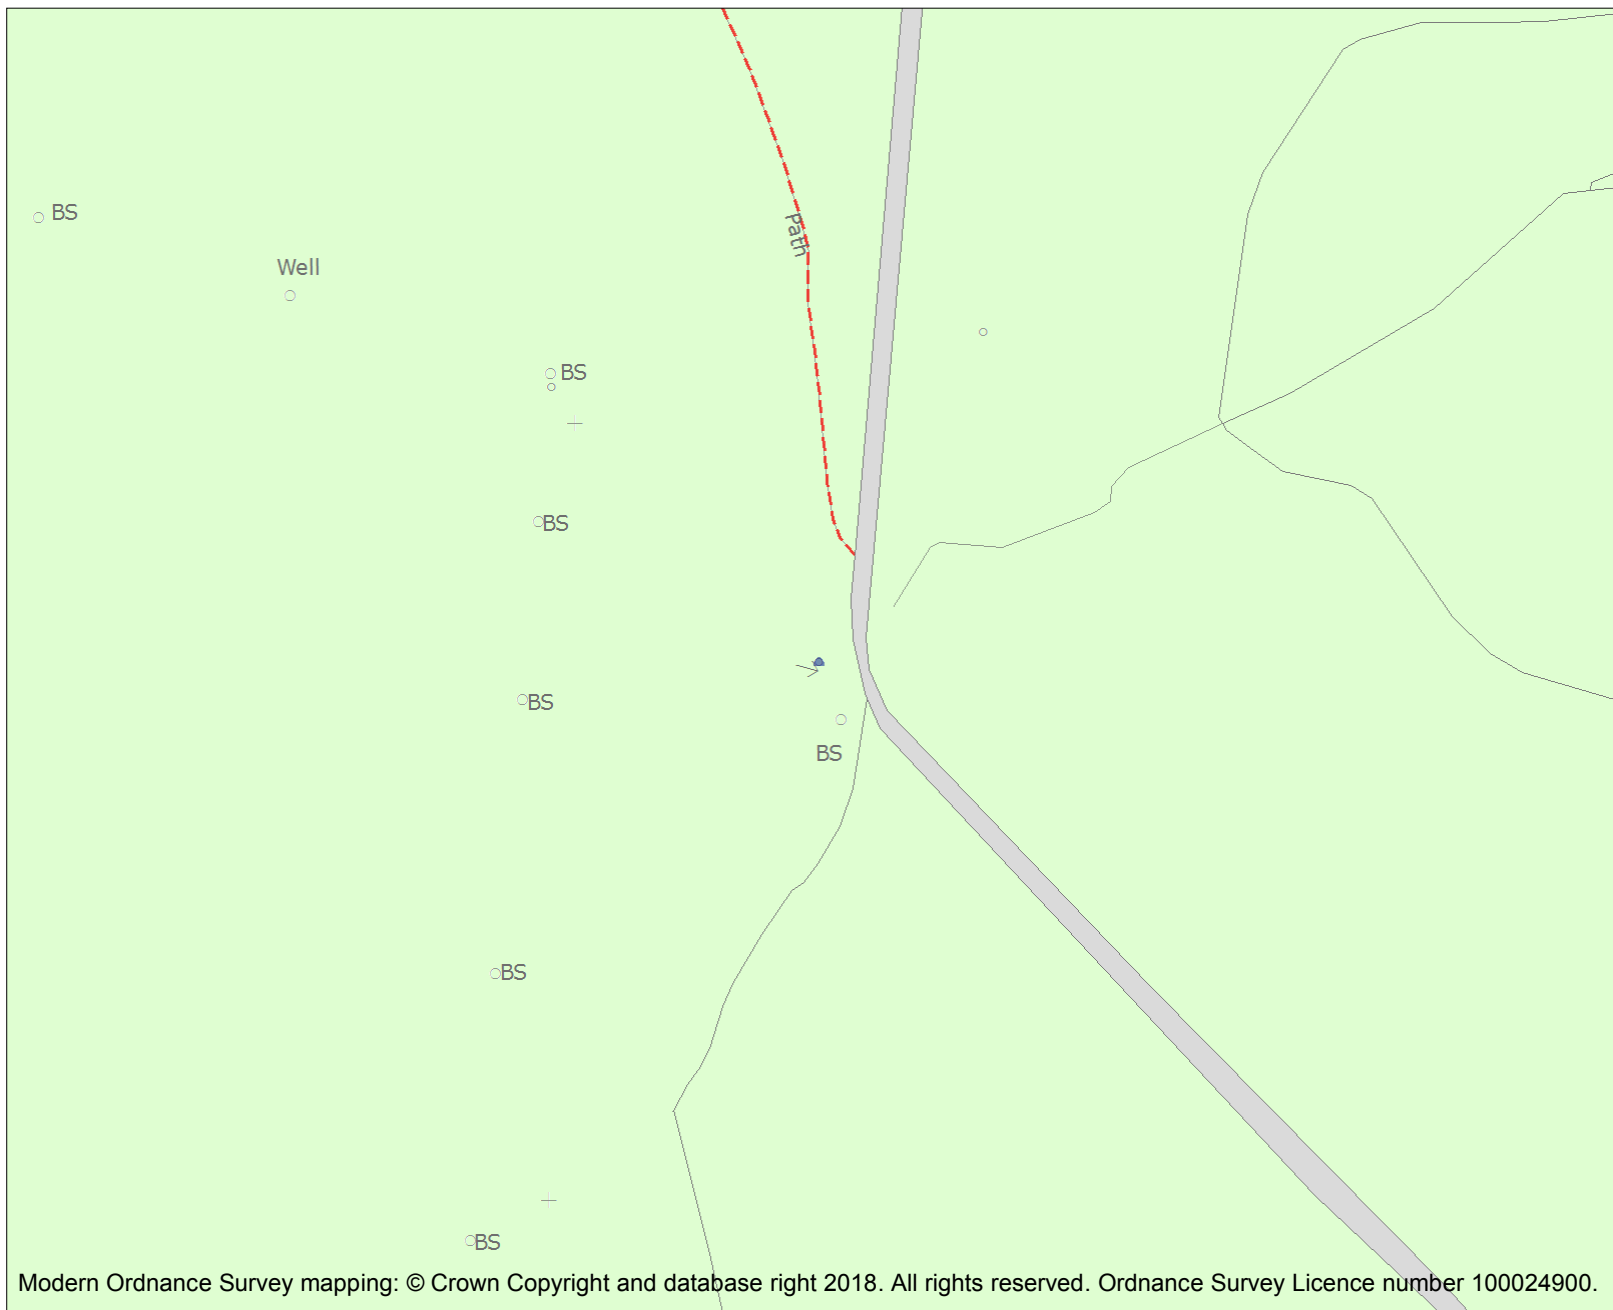 BS
Path
Well
BS
BS
BS
BS
BS
BS
Modern Ordnance Survey mapping: © Crown Copyright and database right 2018. All rights reserved. Ordnance Survey Licence number 100024900.